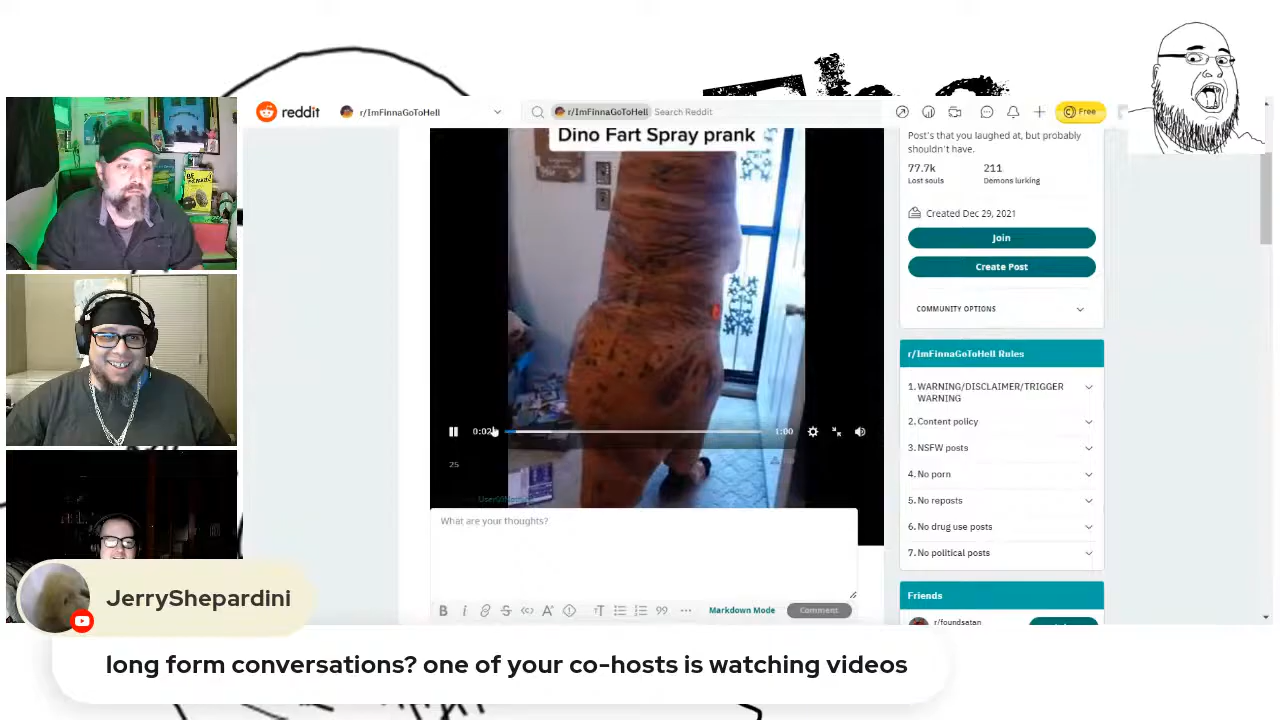 The
reddit
r/ImFinnaGoToHell
r/ImFinnaGoToHell Search Reddit
Free
Dino Fart Spray prank
Post's that you laughed at, but probably
shouldn't have.
77.7k
Lost souls
211
Demons lurking
Created Dec 29, 2021
Join
Create Post
COMMUNITY OPTIONS
r/ImFinnaGoToHell Rules
1. WARNING/DISCLAIMER/TRIGGER
WARNING
2. Content policy
3. NSFW posts
4. No porn
5. No reposts
6. No drug use posts
7. No political posts
Friends
r/foundsatan
0:02
1:00
25
What are your thoughts?
Markdown Mode
Comment
JerryShepardini
long form conversations? one of your co-hosts is watching videos